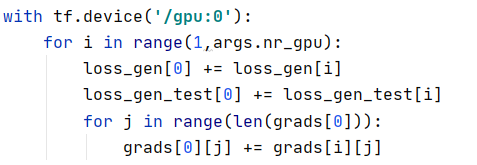 with tf.device('/gpu:0'):
    for i in range(1,args.nr_gpu):
        loss_gen[0] += loss_gen[i]
        loss_gen_test[0] += loss_gen_test[i]
        for j in range(len(grads[0])):
            grads[0][j] += grads[i][j]